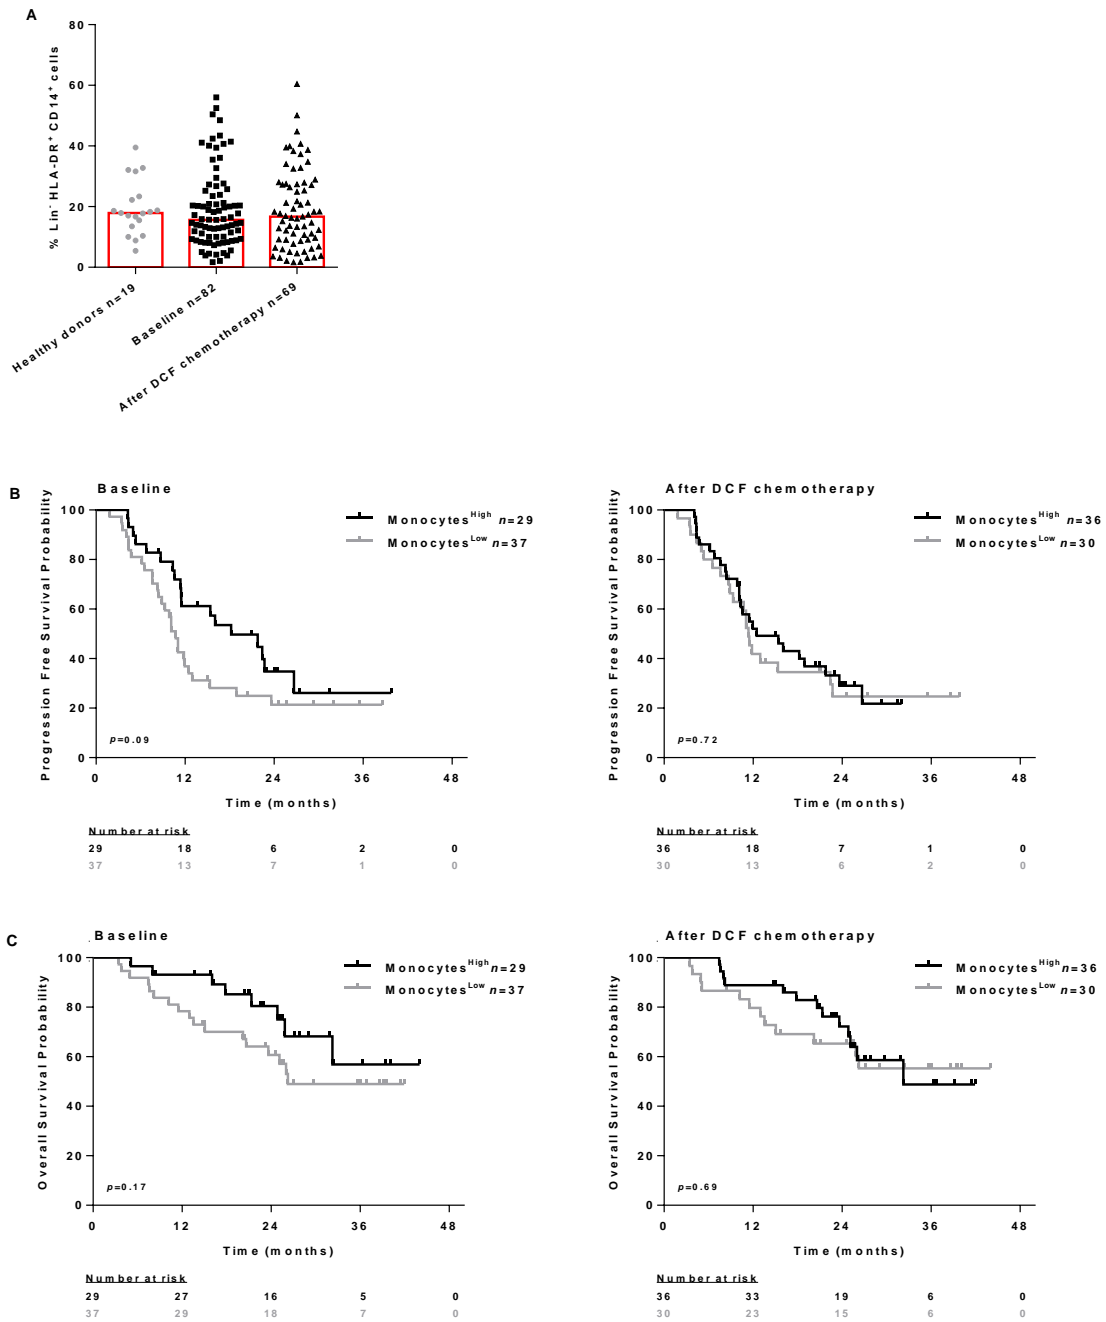 A
% Lin⁻ HLA-DR⁺ CD14⁺ cells
80
60
40
20
0
Healthy donors n=19
Baseline n=82
After DCF chemotherapy n=69
B
Baseline
Progression Free Survival Probability
100
80
60
40
20
0
Monocytes^High n=29
Monocytes^Low n=37
p=0.09
0 12 24 36 48
Time (months)
Number at risk
29 18 6 2 0
37 13 7 1 0
After DCF chemotherapy
Progression Free Survival Probability
100
80
60
40
20
0
Monocytes^High n=36
Monocytes^Low n=30
p=0.72
0 12 24 36 48
Time (months)
Number at risk
36 18 7 1 0
30 13 6 2 0
C
Baseline
Overall Survival Probability
100
80
60
40
20
0
Monocytes^High n=29
Monocytes^Low n=37
p=0.17
0 12 24 36 48
Time (months)
Number at risk
29 27 16 5 0
37 29 18 7 0
After DCF chemotherapy
Overall Survival Probability
100
80
60
40
20
0
Monocytes^High n=36
Monocytes^Low n=30
p=0.69
0 12 24 36 48
Time (months)
Number at risk
36 33 19 6 0
30 23 15 6 0